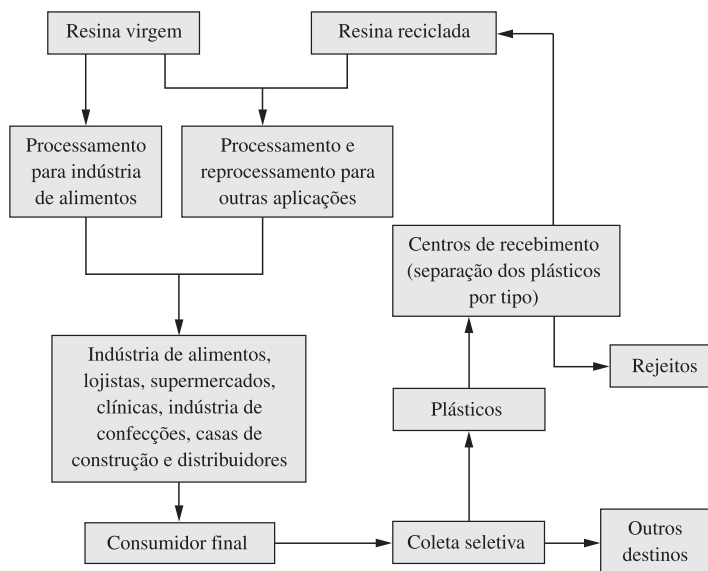 Resina virgem
Resina reciclada
Processamento
para indústria
de alimentos
Processamento e
reprocessamento para
outras aplicações
Centros de recebimento
(separação dos plásticos
por tipo)
Indústria de alimentos,
lojistas, supermercados,
clínicas, indústria de
confecções, casas de
construção e distribuidores
Rejeitos
Plásticos
Consumidor final
Coleta seletiva
Outros
destinos